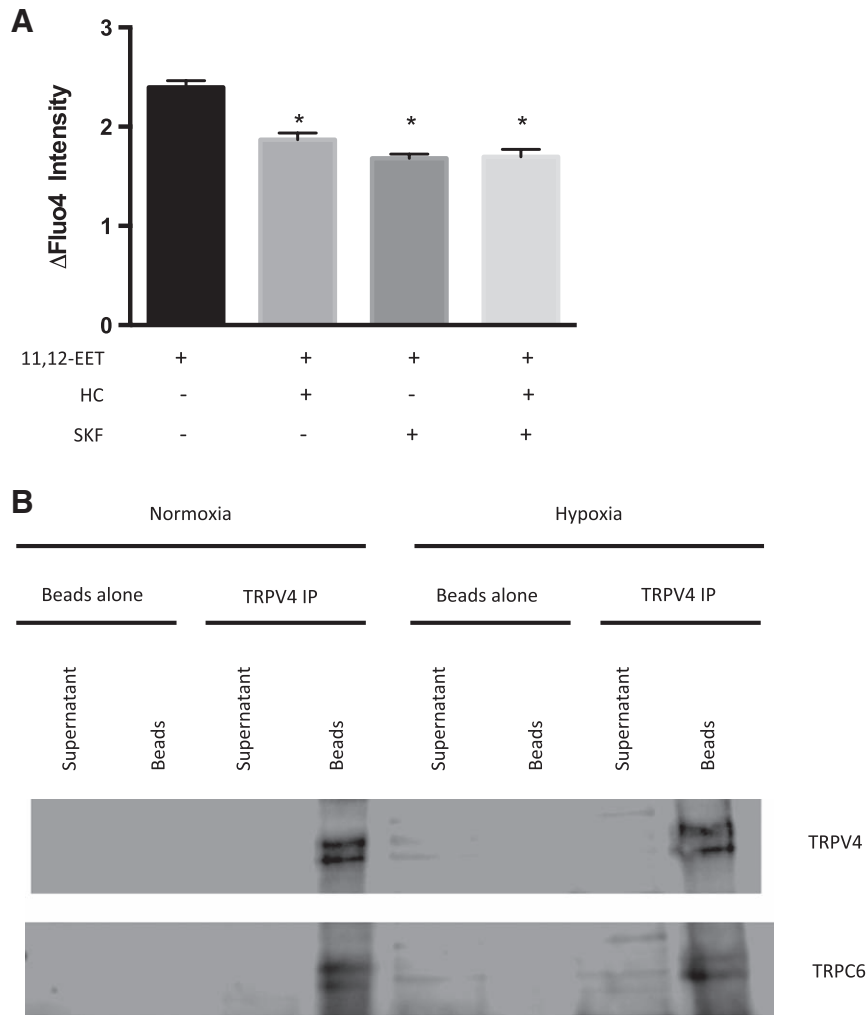 A
3
2
1
0
ΔFluo4 Intensity
* * *
11,12-EET + + + +
HC - + - +
SKF - - + +
B
Normoxia Hypoxia
Beads alone TRPV4 IP Beads alone TRPV4 IP
Supernatant Beads Supernatant Beads Supernatant Beads Supernatant Beads
TRPV4
TRPC6